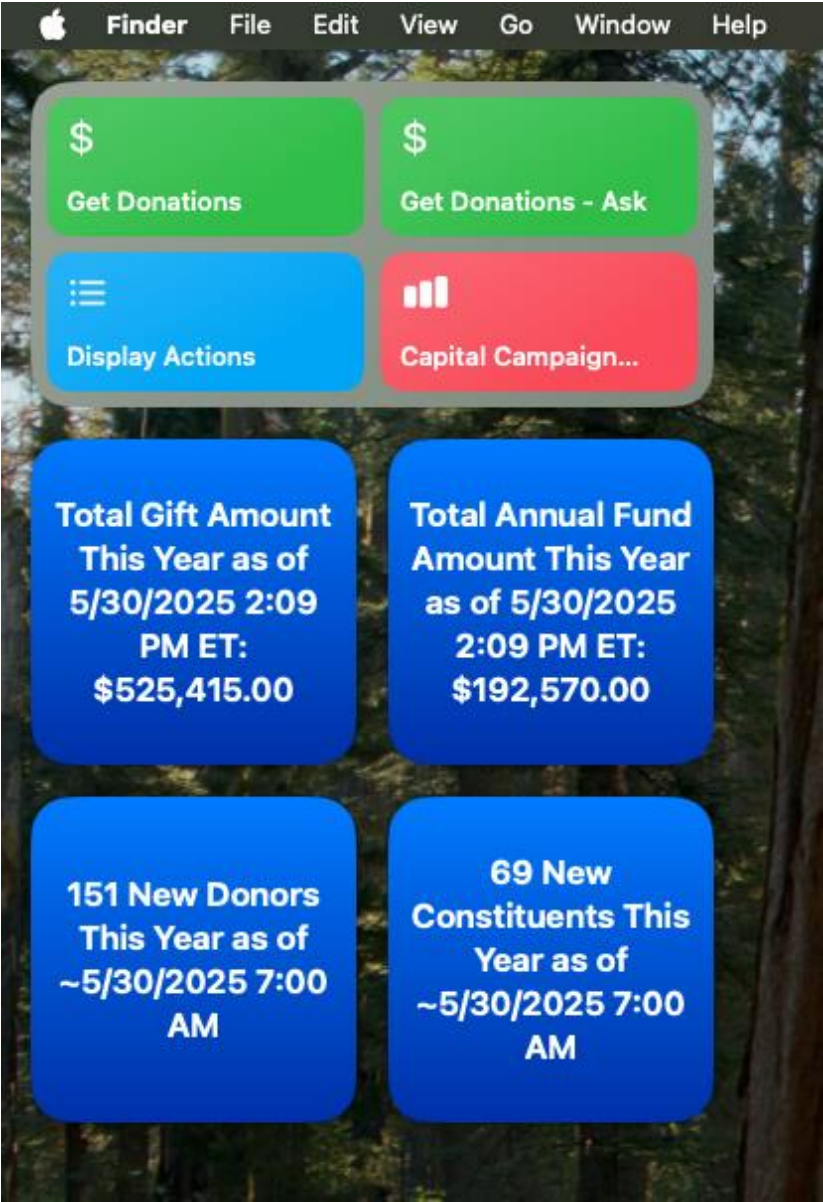 Finder File Edit View Go Window Help
$ $
Get Donations Get Donations - Ask
Display Actions Capital Campaign...
Total Gift Amount
This Year as of
5/30/2025 2:09
PM ET:
$525,415.00
Total Annual Fund
Amount This Year
as of 5/30/2025
2:09 PM ET:
$192,570.00
151 New Donors
This Year as of
~5/30/2025 7:00
AM
69 New
Constituents This
Year as of
~5/30/2025 7:00
AM